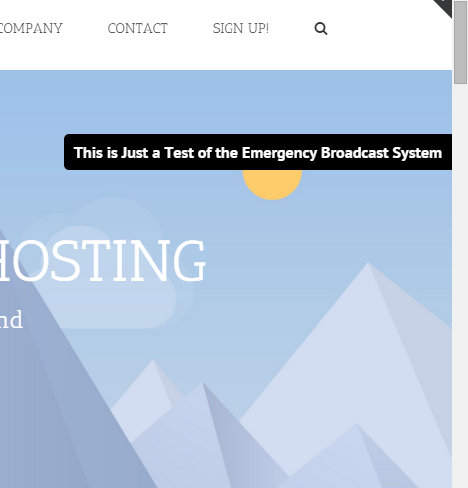 COMPANY CONTACT SIGN UP!
This is Just a Test of the Emergency Broadcast System
HOSTING
nd